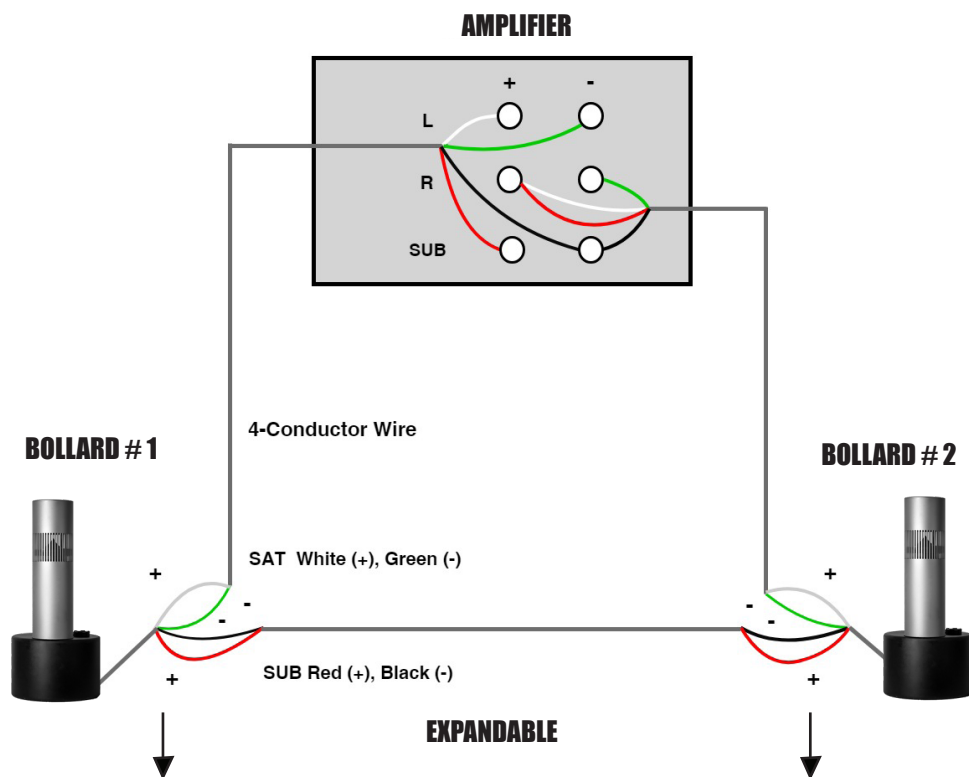 AMPLIFIER
+ -
L
R
SUB
4-Conductor Wire
BOLLARD # 1
BOLLARD # 2
SAT White (+), Green (-)
+
-
-
+
+
-
-
+
SUB Red (+), Black (-)
EXPANDABLE